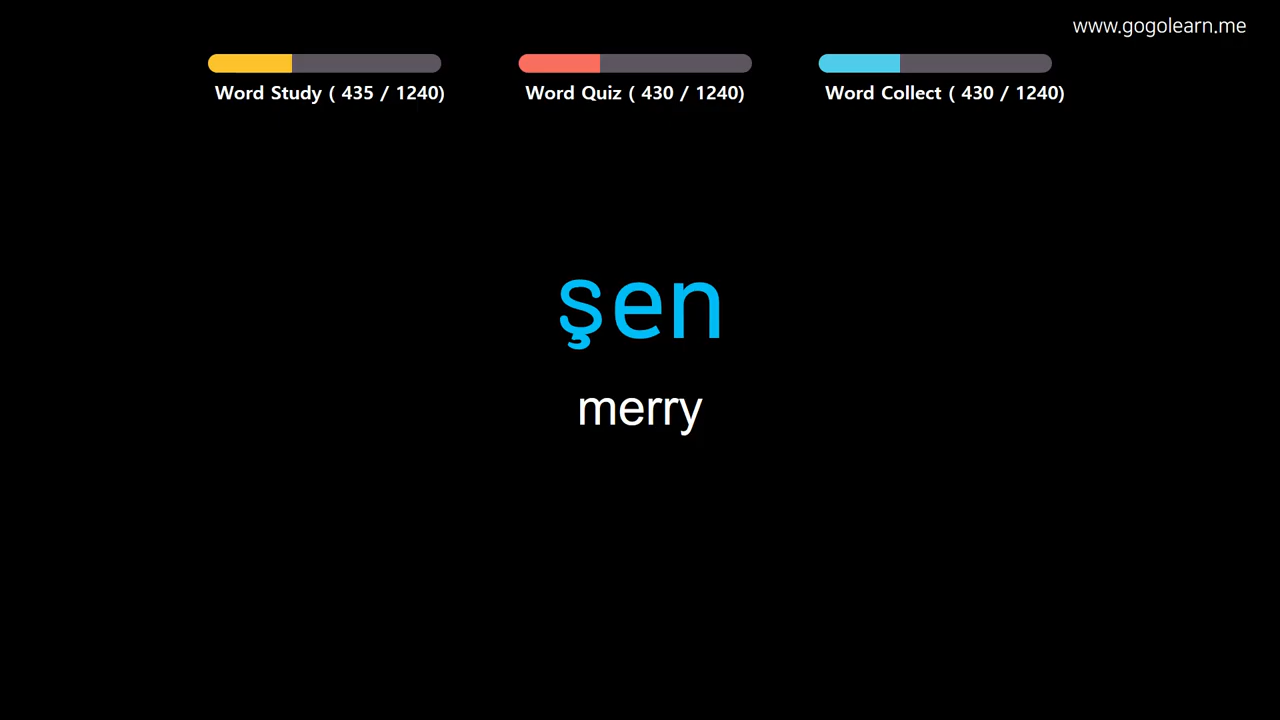 www.gogolearn.me
Word Study ( 435 / 1240)
Word Quiz ( 430 / 1240)
Word Collect ( 430 / 1240)
şen
merry